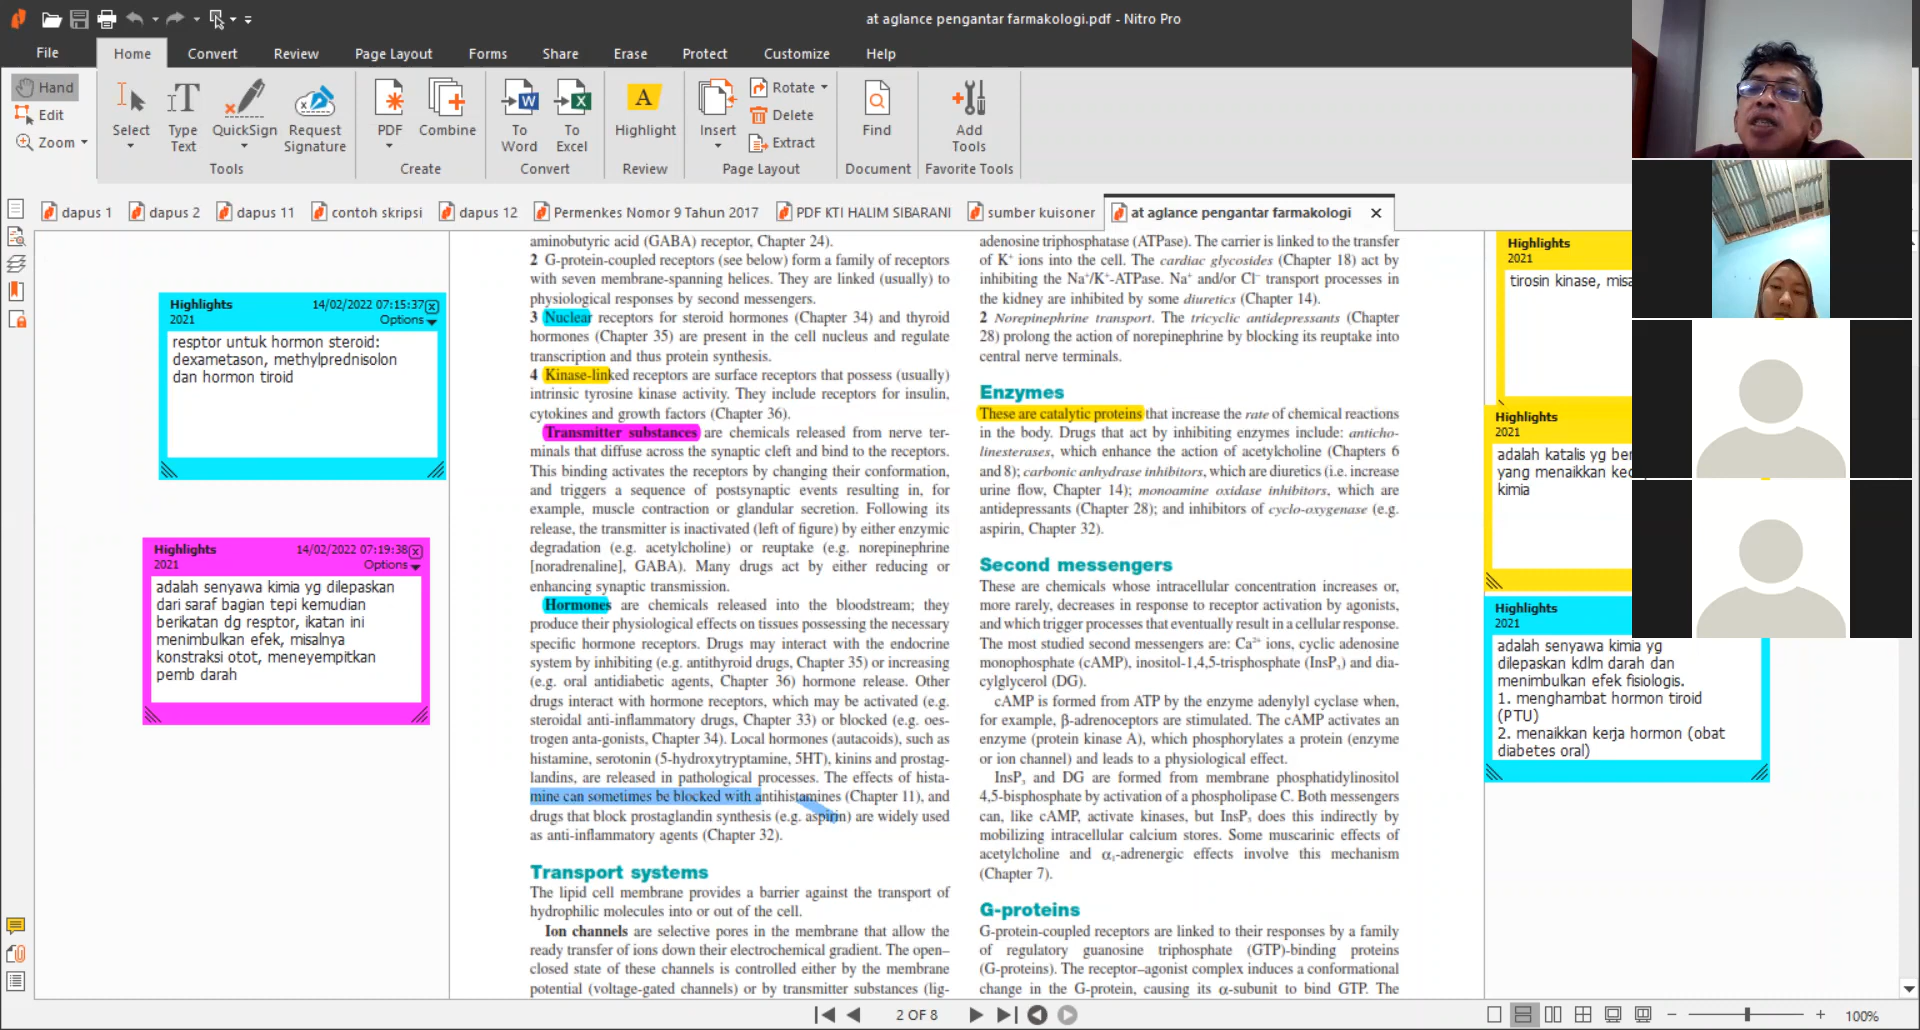 at aglance pengantar farmakologi.pdf - Nitro Pro
File Home Convert Review Page Layout Forms Share Erase Protect Customize Help
Hand
Edit
Zoom
Select
Type Text
QuickSign
Request Signature
Tools
PDF
Combine
Create
To Word
To Excel
Convert
A
Highlight
Review
Insert
Rotate
Delete
Extract
Page Layout
Find
Document
Add Tools
Favorite Tools
dapus 1
dapus 2
dapus 11
contoh skripsi
dapus 12
Permenkes Nomor 9 Tahun 2017
PDF KTI HALIM SIBARANI
sumber kuisoner
at aglance pengantar farmakologi
Highlights 14/02/2022 07:15:37
2021 Options
resptor untuk hormon steroid:
dexametason, methylprednisolon
dan hormon tiroid
Highlights 14/02/2022 07:19:38
2021 Options
adalah senyawa kimia yg dilepaskan
dari saraf bagian tepi kemudian
berikatan dg resptor, ikatan ini
menimbulkan efek, misalnya
konstraksi otot, meneyempitkan
pemb darah
aminobutyric acid (GABA) receptor, Chapter 24).
2 G-protein-coupled receptors (see below) form a family of receptors
with seven membrane-spanning helices. They are linked (usually) to
physiological responses by second messengers.
3 Nuclear receptors for steroid hormones (Chapter 34) and thyroid
hormones (Chapter 35) are present in the cell nucleus and regulate
transcription and thus protein synthesis.
4 Kinase-linked receptors are surface receptors that possess (usually)
intrinsic tyrosine kinase activity. They include receptors for insulin,
cytokines and growth factors (Chapter 36).
Transmitter substances are chemicals released from nerve ter-
minals that diffuse across the synaptic cleft and bind to the receptors.
This binding activates the receptors by changing their conformation,
and triggers a sequence of postsynaptic events resulting in, for
example, muscle contraction or glandular secretion. Following its
release, the transmitter is inactivated (left of figure) by either enzymic
degradation (e.g. acetylcholine) or reuptake (e.g. norepinephrine
[noradrenaline], GABA). Many drugs act by either reducing or
enhancing synaptic transmission.
Hormones are chemicals released into the bloodstream; they
produce their physiological effects on tissues possessing the necessary
specific hormone receptors. Drugs may interact with the endocrine
system by inhibiting (e.g. antithyroid drugs, Chapter 35) or increasing
(e.g. oral antidiabetic agents, Chapter 36) hormone release. Other
drugs interact with hormone receptors, which may be activated (e.g.
steroidal anti-inflammatory drugs, Chapter 33) or blocked (e.g. oes-
trogen anta-gonists, Chapter 34). Local hormones (autacoids), such as
histamine, serotonin (5-hydroxytryptamine, 5HT), kinins and prostag-
landins, are released in pathological processes. The effects of hista-
mine can sometimes be blocked with antihistamines (Chapter 11), and
drugs that block prostaglandin synthesis (e.g. aspirin) are widely used
as anti-inflammatory agents (Chapter 32).
Transport systems
The lipid cell membrane provides a barrier against the transport of
hydrophilic molecules into or out of the cell.
Ion channels are selective pores in the membrane that allow the
ready transfer of ions down their electrochemical gradient. The open–
closed state of these channels is controlled either by the membrane
potential (voltage-gated channels) or by transmitter substances (lig-
adenosine triphosphatase (ATPase). The carrier is linked to the transfer
of K⁺ ions into the cell. The cardiac glycosides (Chapter 18) act by
inhibiting the Na⁺/K⁺-ATPase. Na⁺ and/or Cl⁻ transport processes in
the kidney are inhibited by some diuretics (Chapter 14).
2 Norepinephrine transport. The tricyclic antidepressants (Chapter
28) prolong the action of norepinephrine by blocking its reuptake into
central nerve terminals.
Enzymes
These are catalytic proteins that increase the rate of chemical reactions
in the body. Drugs that act by inhibiting enzymes include: anticho-
linesterases, which enhance the action of acetylcholine (Chapters 6
and 8); carbonic anhydrase inhibitors, which are diuretics (i.e. increase
urine flow, Chapter 14); monoamine oxidase inhibitors, which are
antidepressants (Chapter 28); and inhibitors of cyclo-oxygenase (e.g.
aspirin, Chapter 32).
Second messengers
These are chemicals whose intracellular concentration increases or,
more rarely, decreases in response to receptor activation by agonists,
and which trigger processes that eventually result in a cellular response.
The most studied second messengers are: Ca²⁺ ions, cyclic adenosine
monophosphate (cAMP), inositol-1,4,5-trisphosphate (InsP₃) and dia-
cylglycerol (DG).
cAMP is formed from ATP by the enzyme adenylyl cyclase when,
for example, β-adrenoceptors are stimulated. The cAMP activates an
enzyme (protein kinase A), which phosphorylates a protein (enzyme
or ion channel) and leads to a physiological effect.
InsP₃ and DG are formed from membrane phosphatidylinositol
4,5-bisphosphate by activation of a phospholipase C. Both messengers
can, like cAMP, activate kinases, but InsP₃ does this indirectly by
mobilizing intracellular calcium stores. Some muscarinic effects of
acetylcholine and α₁-adrenergic effects involve this mechanism
(Chapter 7).
G-proteins
G-protein-coupled receptors are linked to their responses by a family
of regulatory guanosine triphosphate (GTP)-binding proteins
(G-proteins). The receptor–agonist complex induces a conformational
change in the G-protein, causing its α-subunit to bind GTP. The
Highlights
2021
tirosin kinase, misa
Highlights
2021
adalah katalis yg ber
yang menaikkan kec
kimia
Highlights
2021
adalah senyawa kimia yg
dilepaskan kdlm darah dan
menimbulkan efek fisiologis.
1. menghambat hormon tiroid
(PTU)
2. menaikkan kerja hormon (obat
diabetes oral)
2 OF 8
100%